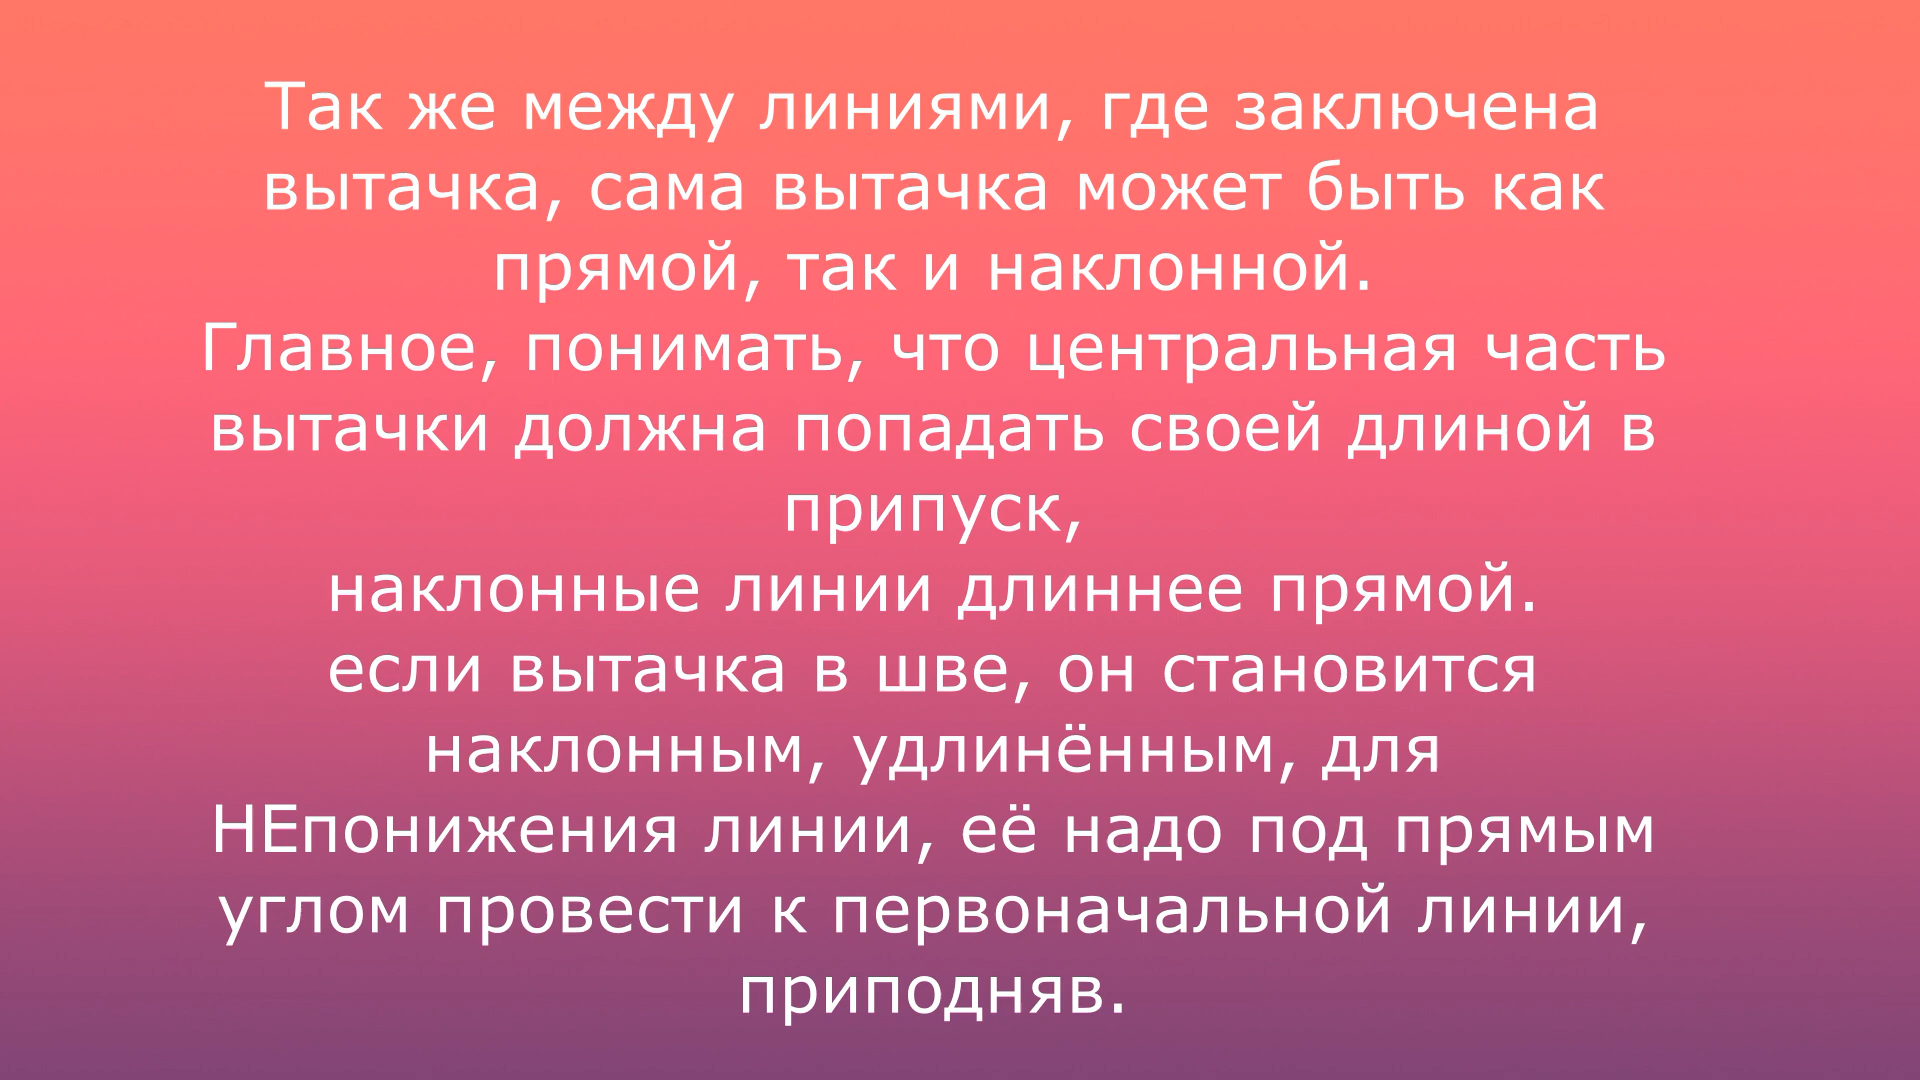 Так же между линиями, где заключена
вытачка, сама вытачка может быть как
прямой, так и наклонной.
Главное, понимать, что центральная часть
вытачки должна попадать своей длиной в
припуск,
наклонные линии длиннее прямой.
если вытачка в шве, он становится
наклонным, удлинённым, для
НЕпонижения линии, её надо под прямым
углом провести к первоначальной линии,
приподняв.